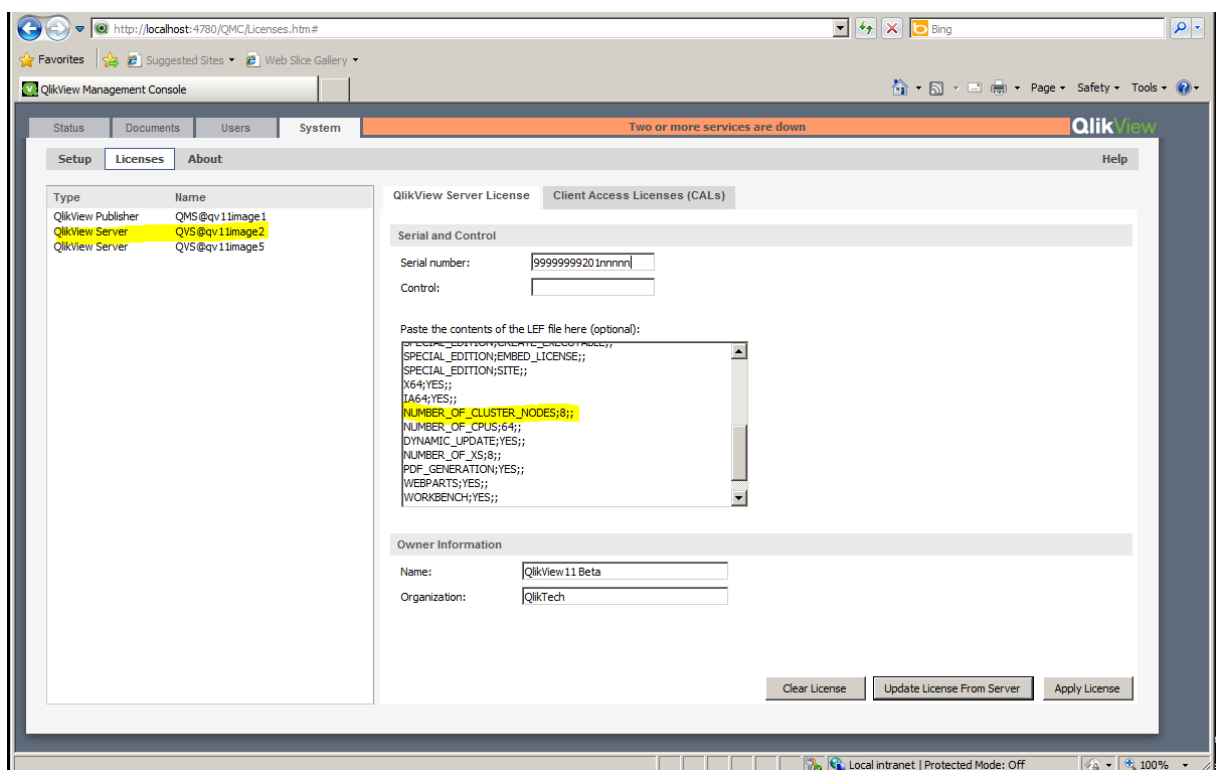 http://localhost:4780/QMC/Licenses.htm#
Bing
Favorites
Suggested Sites
Web Slice Gallery
QlikView Management Console
Page
Safety
Tools
Status
Documents
Users
System
Two or more services are down
QlikView
Setup
Licenses
About
Help
Type Name
QlikView Publisher QMS@qv11image1
QlikView Server QVS@qv11image2
QlikView Server QVS@qv11image5
QlikView Server License
Client Access Licenses (CALs)
Serial and Control
Serial number: 99999999201nnnnn
Control:
Paste the contents of the LEF file here (optional):
SPECIAL_EDITION;CREATE_EXECUTABLE;;
SPECIAL_EDITION;EMBED_LICENSE;;
SPECIAL_EDITION;SITE;;
X64;YES;;
IA64;YES;;
NUMBER_OF_CLUSTER_NODES;8;;
NUMBER_OF_CPUS;64;;
DYNAMIC_UPDATE;YES;;
NUMBER_OF_XS;8;;
PDF_GENERATION;YES;;
WEBPARTS;YES;;
WORKBENCH;YES;;
Owner Information
Name: QlikView11 Beta
Organization: QlikTech
Clear License
Update License From Server
Apply License
Local intranet | Protected Mode: Off
100%